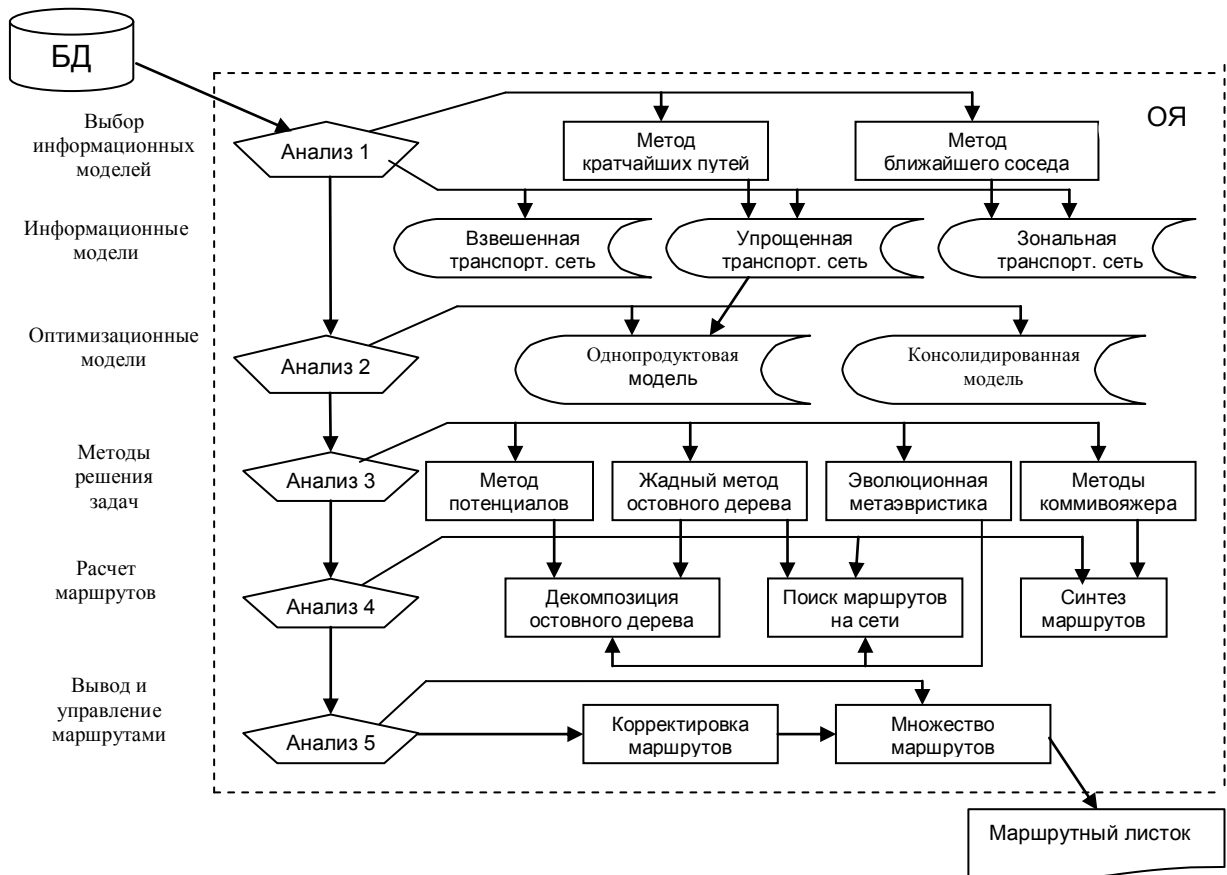 БД
ОЯ
Выбор
информационных
моделей
Анализ 1
Метод
кратчайших путей
Метод
ближайшего соседа
Информационные
модели
Взвешенная
транспорт. сеть
Упрощенная
транспорт. сеть
Зональная
транспорт. сеть
Оптимизационные
модели
Анализ 2
Однопродуктовая
модель
Консолидированная
модель
Методы
решения
задач
Анализ 3
Метод
потенциалов
Жадный метод
остовного дерева
Эволюционная
метаэвристика
Методы
коммивояжера
Расчет
маршрутов
Анализ 4
Декомпозиция
остовного дерева
Поиск маршрутов
на сети
Синтез
маршрутов
Вывод и
управление
маршрутами
Анализ 5
Корректировка
маршрутов
Множество
маршрутов
Маршрутный листок